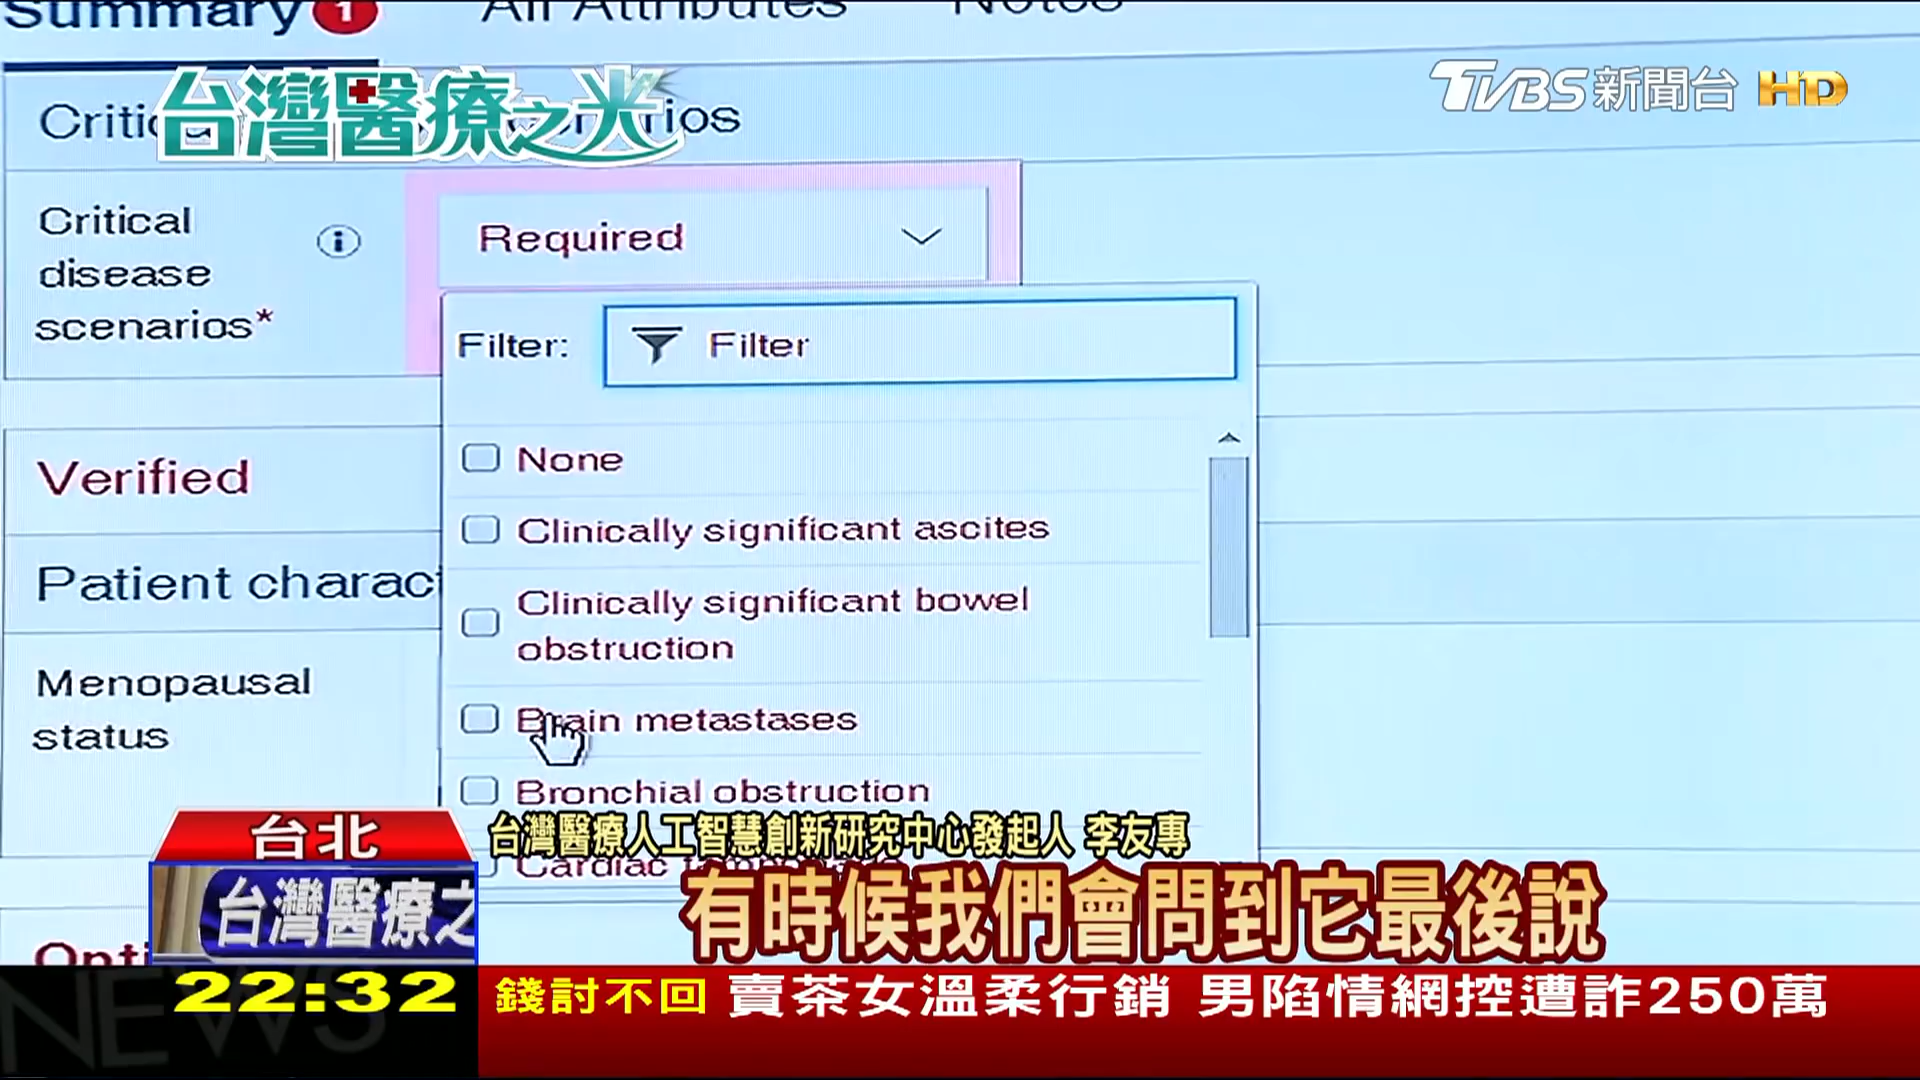 Summary 1 All Attributes Notes
台灣醫療之光
TVBS新聞台 HD
Critical
disease
scenarios*
Required
Filter: Filter
None
Clinically significant ascites
Clinically significant bowel
obstruction
Brain metastases
Bronchial obstruction
Cardiac
Verified
Patient charact
Menopausal
status
台北
台灣醫療之
台灣醫療人工智慧創新研究中心發起人 李友專
有時候我們會問到它最後說
NEWS
22:32
錢討不回 賣茶女溫柔行銷 男陷情網控遭詐250萬